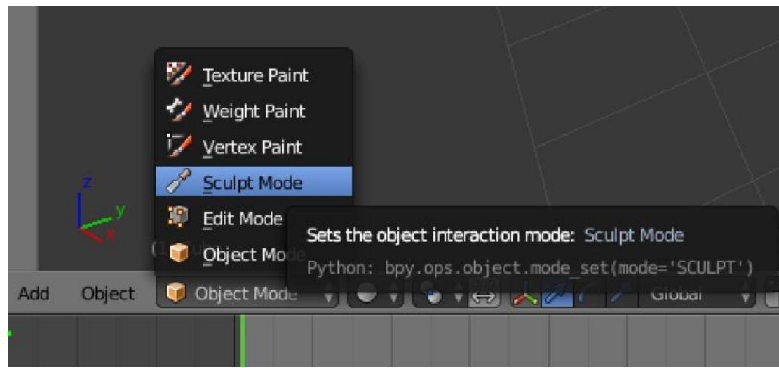 Texture Paint
Weight Paint
Vertex Paint
Sculpt Mode
Edit Mode
Object Mode
Sets the object interaction mode: Sculpt Mode
Python: bpy.ops.object.mode_set(mode='SCULPT')
z
y
x
Add Object Object Mode Global